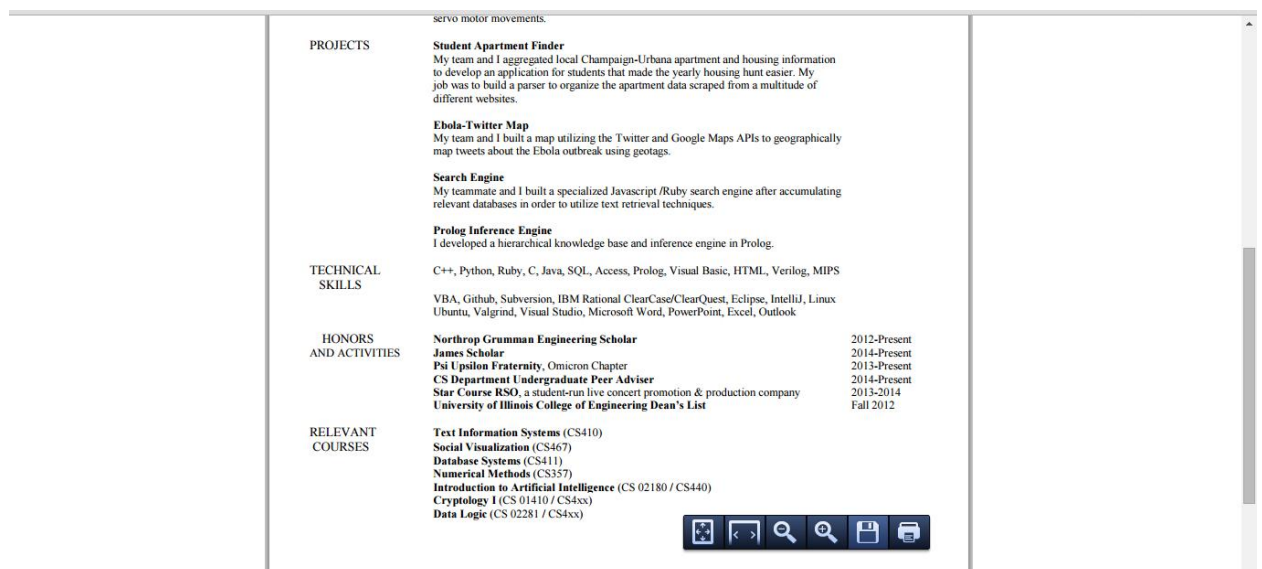 servo motor movements.
PROJECTS
Student Apartment Finder
My team and I aggregated local Champaign-Urbana apartment and housing information
to develop an application for students that made the yearly housing hunt easier. My
job was to build a parser to organize the apartment data scraped from a multitude of
different websites.
Ebola-Twitter Map
My team and I built a map utilizing the Twitter and Google Maps APIs to geographically
map tweets about the Ebola outbreak using geotags.
Search Engine
My teammate and I built a specialized Javascript /Ruby search engine after accumulating
relevant databases in order to utilize text retrieval techniques.
Prolog Inference Engine
I developed a hierarchical knowledge base and inference engine in Prolog.
TECHNICAL
SKILLS
C++, Python, Ruby, C, Java, SQL, Access, Prolog, Visual Basic, HTML, Verilog, MIPS
VBA, Github, Subversion, IBM Rational ClearCase/ClearQuest, Eclipse, IntelliJ, Linux
Ubuntu, Valgrind, Visual Studio, Microsoft Word, PowerPoint, Excel, Outlook
HONORS
AND ACTIVITIES
Northrop Grumman Engineering Scholar 2012-Present
James Scholar 2014-Present
Psi Upsilon Fraternity, Omicron Chapter 2013-Present
CS Department Undergraduate Peer Adviser 2014-Present
Star Course RSO, a student-run live concert promotion & production company 2013-2014
University of Illinois College of Engineering Dean's List Fall 2012
RELEVANT
COURSES
Text Information Systems (CS410)
Social Visualization (CS467)
Database Systems (CS411)
Numerical Methods (CS357)
Introduction to Artificial Intelligence (CS 02180 / CS440)
Cryptology I (CS 01410 / CS4xx)
Data Logic (CS 02281 / CS4xx)